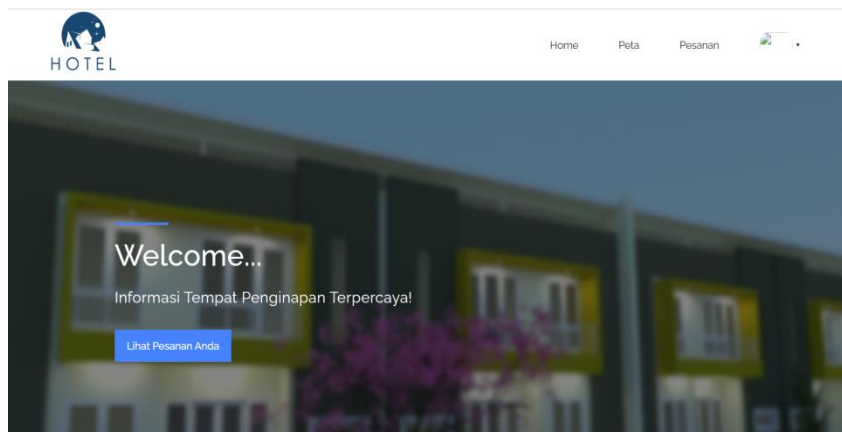 HOTEL
Home Peta Pesanan
Welcome...
Informasi Tempat Penginapan Terpercaya!
Lihat Pesanan Anda